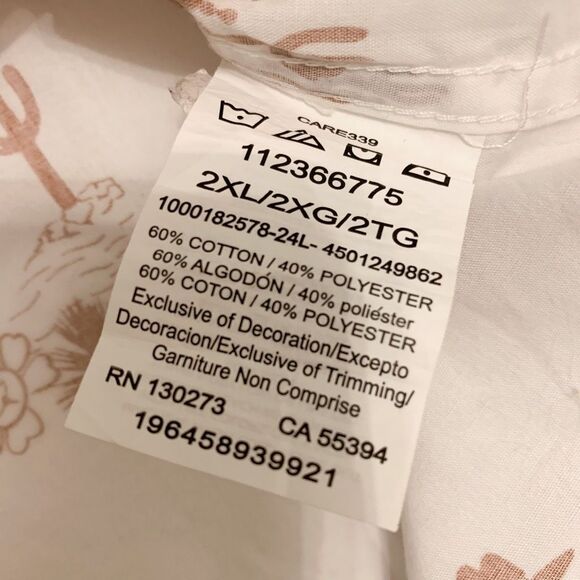 CARE339
112366775
2XL/2XG/2TG
1000182578-24L- 4501249862
60% COTTON / 40% POLYESTER
60% ALGODÓN / 40% poliéster
60% COTON / 40% POLYESTER
Exclusive of Decoration/Excepto
Decoracion/Exclusive of Trimming/
Garniture Non Comprise
RN 130273 CA 55394
196458939921